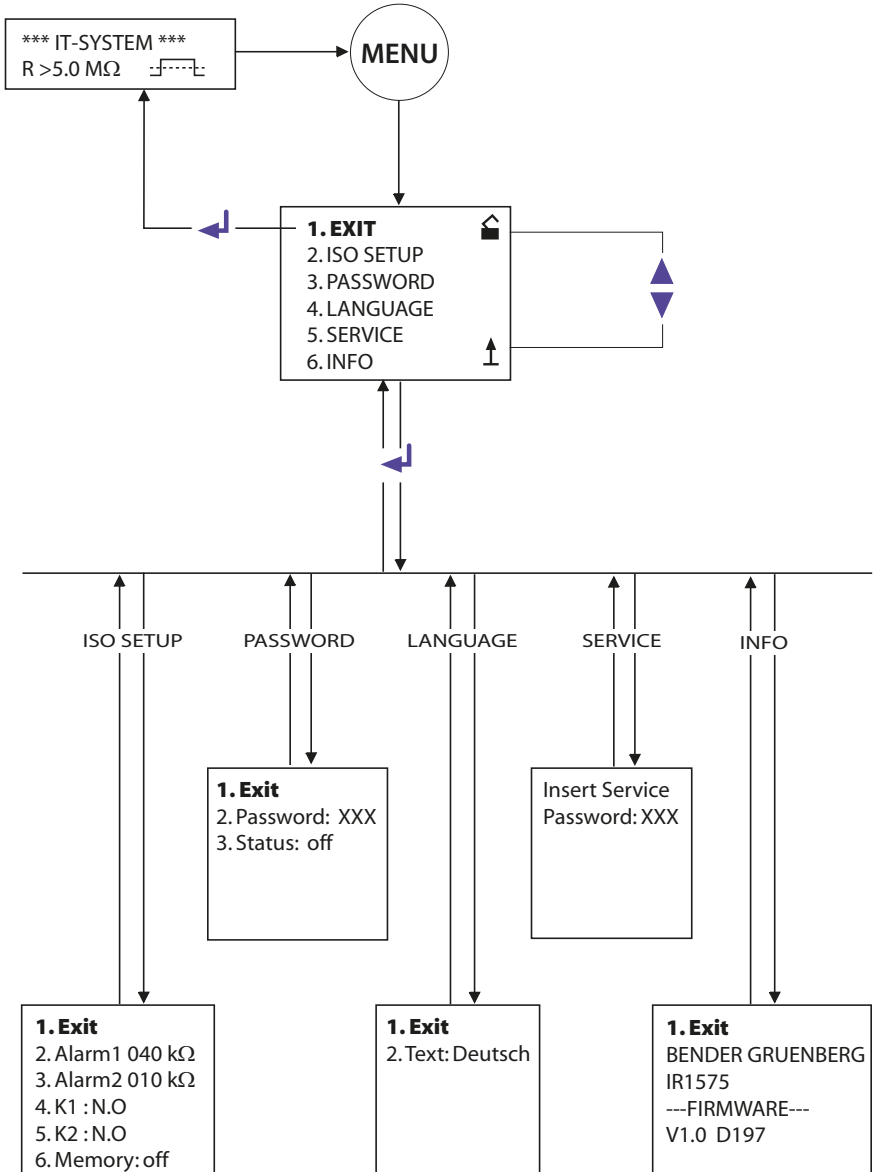 *** IT-SYSTEM ***
R >5.0 MΩ
MENU
1. EXIT
2. ISO SETUP
3. PASSWORD
4. LANGUAGE
5. SERVICE
6. INFO
ISO SETUP
PASSWORD
LANGUAGE
SERVICE
INFO
1. Exit
2. Password: XXX
3. Status: off
Insert Service
Password: XXX
1. Exit
2. Alarm1 040 kΩ
3. Alarm2 010 kΩ
4. K1 : N.O
5. K2 : N.O
6. Memory: off
1. Exit
2. Text: Deutsch
1. Exit
BENDER GRUENBERG
IR1575
---FIRMWARE---
V1.0 D197